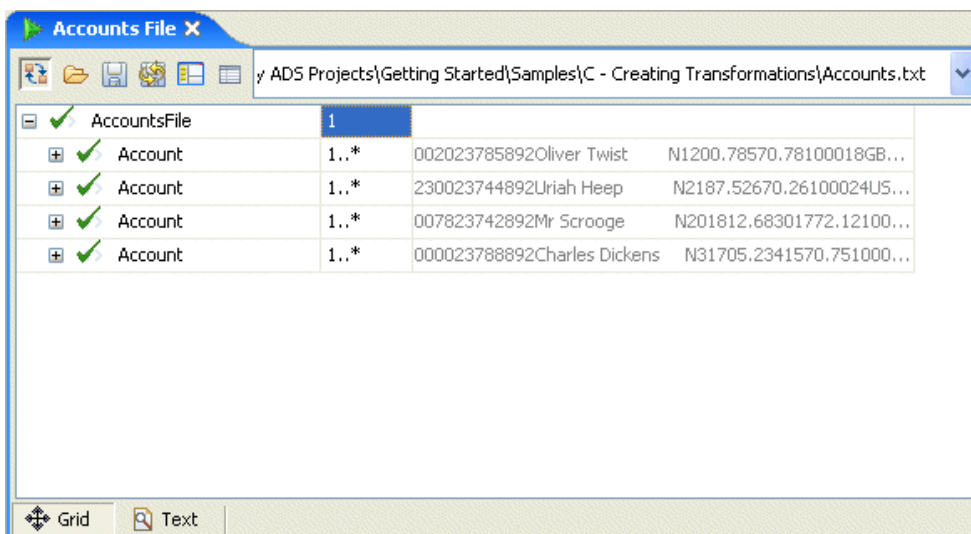 Accounts File
y ADS Projects\Getting Started\Samples\C - Creating Transformations\Accounts.txt
AccountsFile 1
Account 1..* 002023785892Oliver Twist N1200.78570.78100018GB...
Account 1..* 230023744892Uriah Heep N2187.52670.26100024US...
Account 1..* 007823742892Mr Scrooge N201812.68301772.12100...
Account 1..* 000023788892Charles Dickens N31705.2341570.751000...
Grid Text